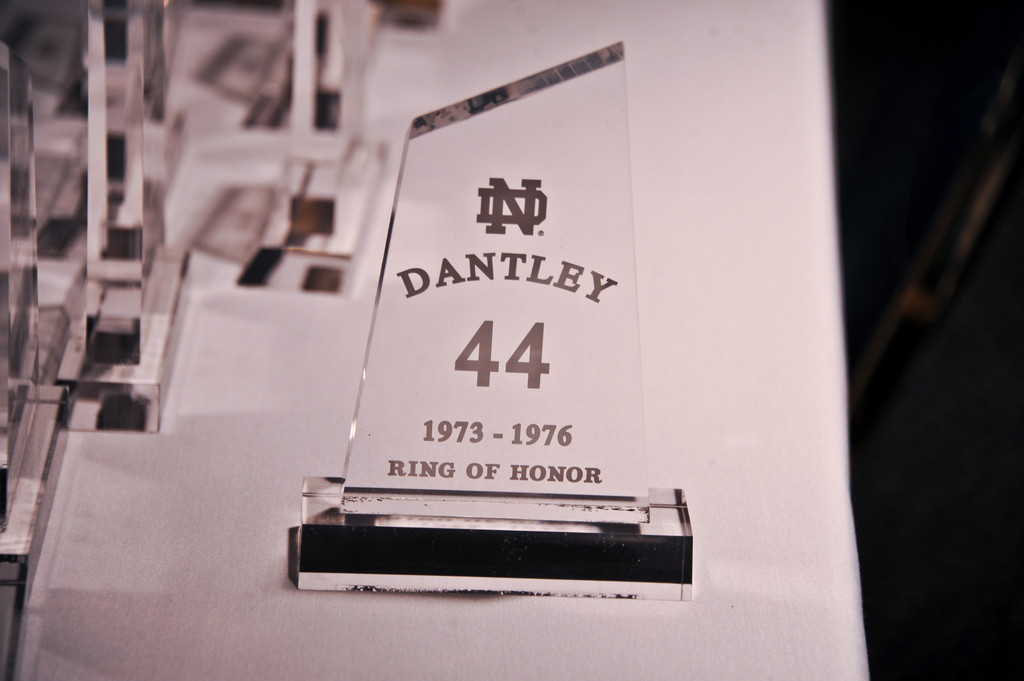 ND
DANTLEY
44
1973 - 1976
RING OF HONOR